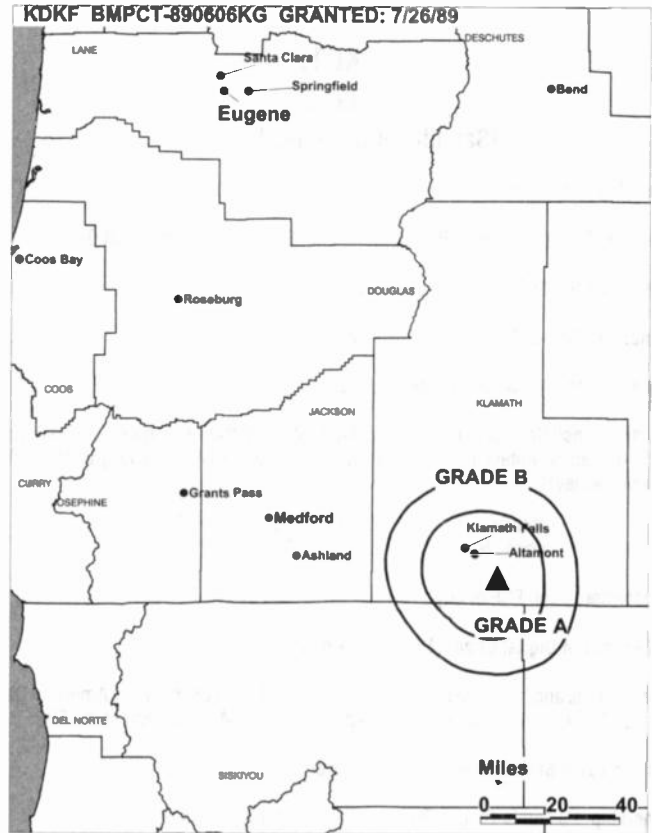 KDKF BMPCT-890606KG GRANTED: 7/26/89
DESCHUTES
LANE
Santa Clara
Springfield
Bend
Eugene
Coos Bay
Roseburg
DOUGLAS
COOS
JACKSON
KLAMATH
CURRY
JOSEPHINE
Grants Pass
Medford
Ashland
GRADE B
Klamath Falls
Altamont
GRADE A
DEL NORTE
SISKIYOU
Miles
0 20 40